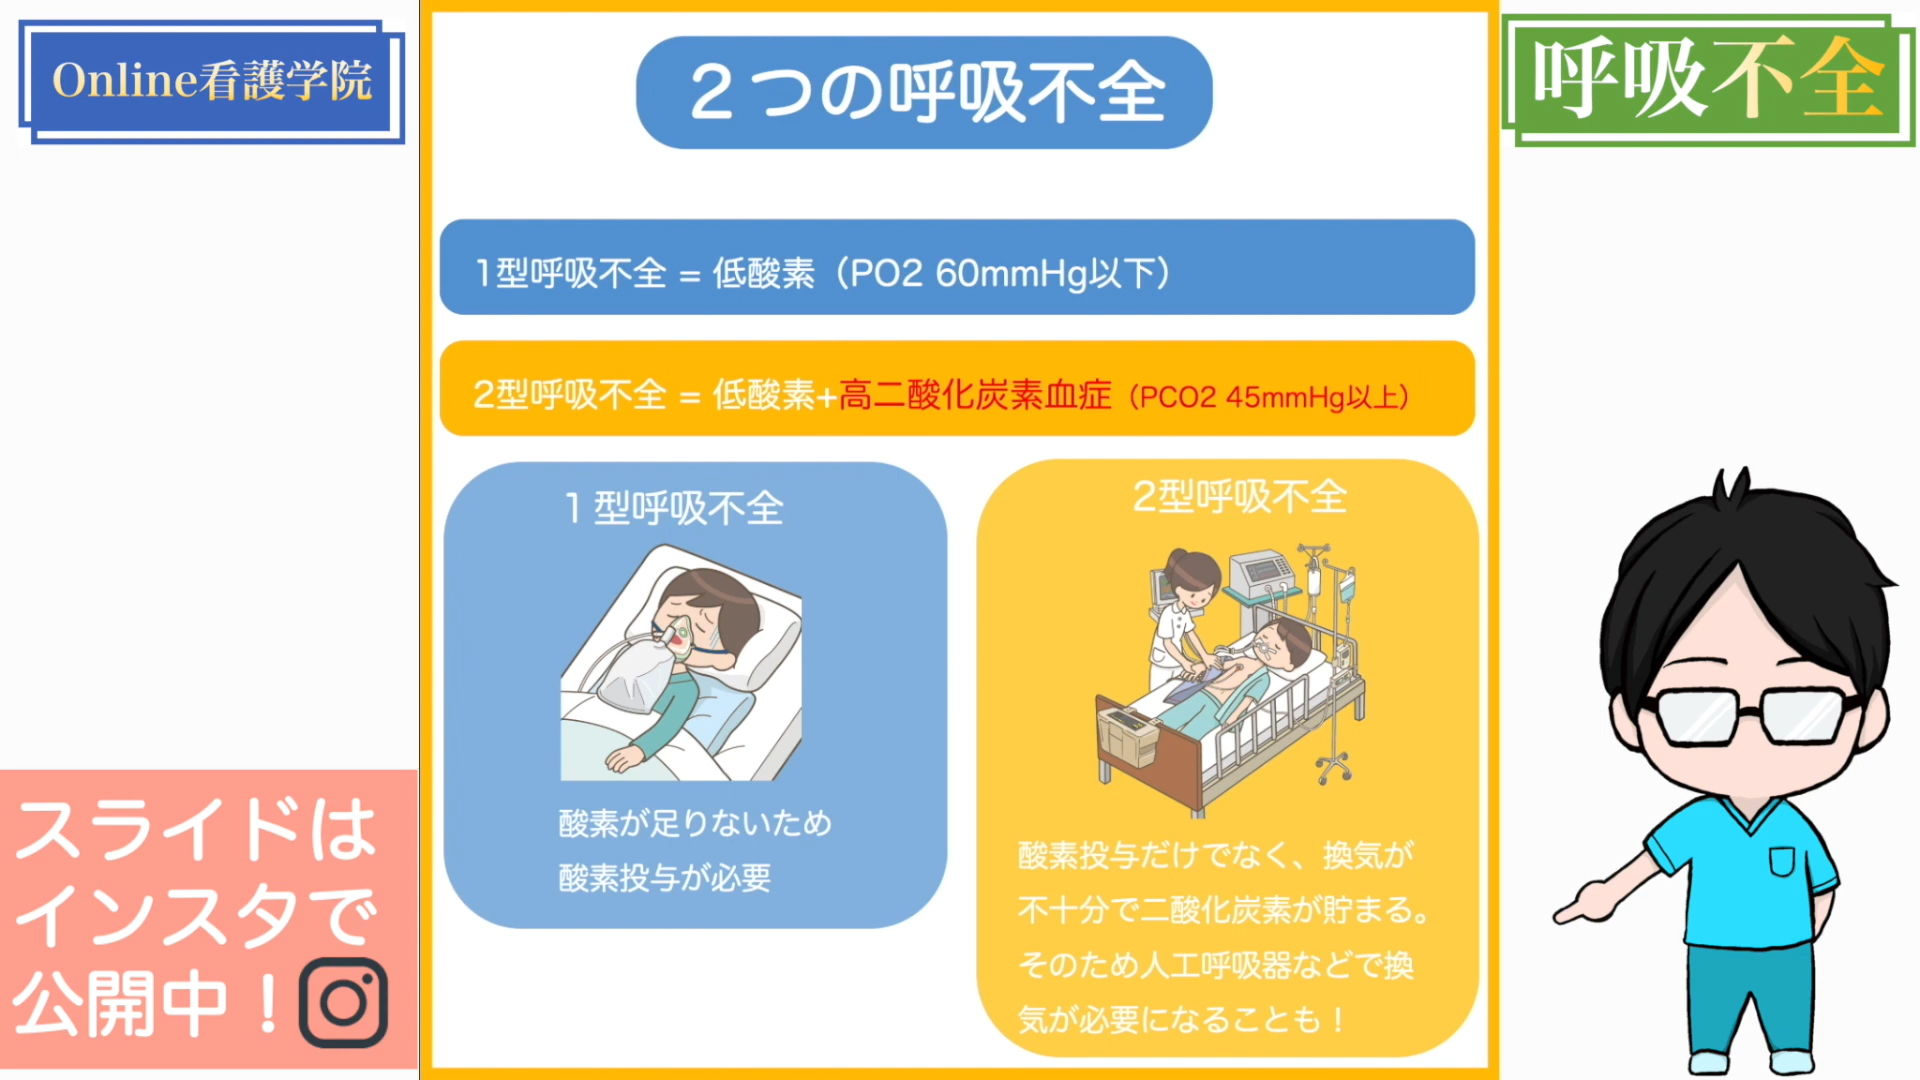 Online看護学院
２つの呼吸不全
呼吸不全
1型呼吸不全 = 低酸素（PO2 60mmHg以下）
2型呼吸不全 = 低酸素+高二酸化炭素血症（PCO2 45mmHg以上）
１型呼吸不全
酸素が足りないため
酸素投与が必要
2型呼吸不全
酸素投与だけでなく、換気が
不十分で二酸化炭素が貯まる。
そのため人工呼吸器などで換
気が必要になることも！
スライドは
インスタで
公開中！